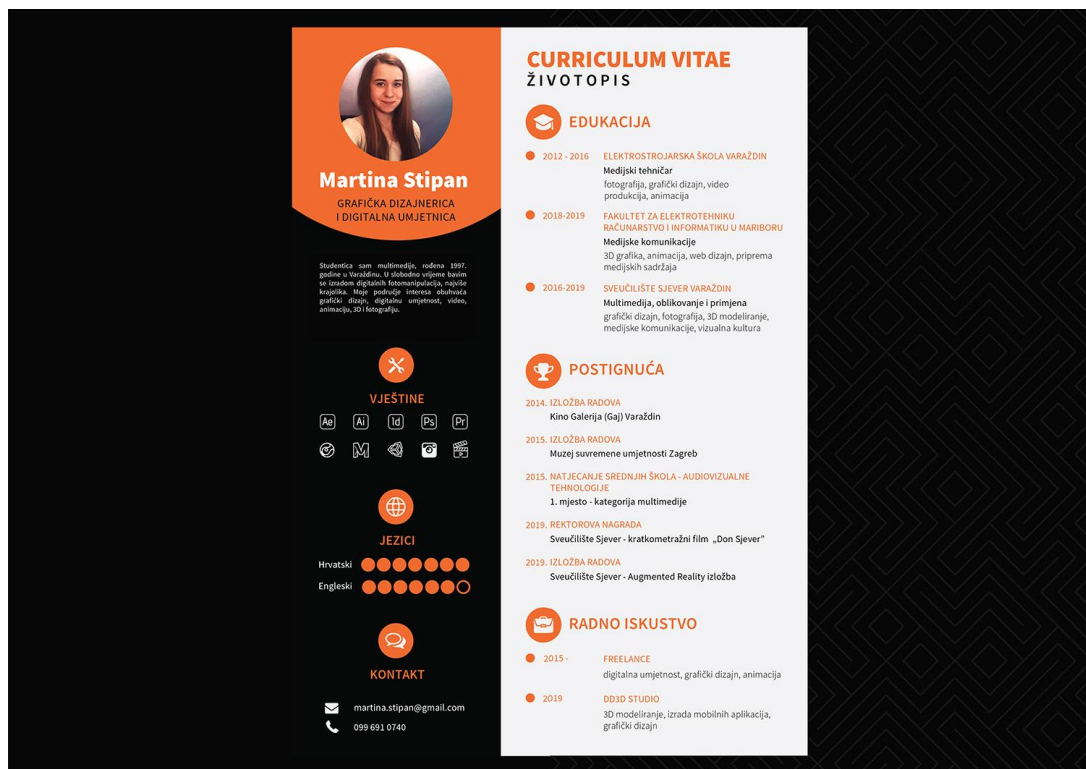 Martina Stipan
GRAFIČKA DIZAJNERICA
I DIGITALNA UMJETNICA
Studentica sam multimedije, rođena 1997.
godine u Varaždinu. U slobodno vrijeme bavim
se izradom digitalnih fotomanipulacija, najviše
krajolika. Moje područje interesa obuhvaća
grafički dizajn, digitalnu umjetnost, video,
animaciju, 3D i fotografiju.
VJEŠTINE
Ae Ai Id Ps Pr
JEZICI
Hrvatski
Engleski
KONTAKT
martina.stipan@gmail.com
099 691 0740
CURRICULUM VITAE
ŽIVOTOPIS
EDUKACIJA
2012 - 2016 ELEKTROSTROJARSKA ŠKOLA VARAŽDIN
Medijski tehničar
fotografija, grafički dizajn, video
produkcija, animacija
2018-2019 FAKULTET ZA ELEKTROTEHNIKU
RAČUNARSTVO I INFORMATIKU U MARIBORU
Medijske komunikacije
3D grafika, animacija, web dizajn, priprema
medijskih sadržaja
2016-2019 SVEUČILIŠTE SJEVER VARAŽDIN
Multimedija, oblikovanje i primjena
grafički dizajn, fotografija, 3D modeliranje,
medijske komunikacije, vizualna kultura
POSTIGNUĆA
2014. IZLOŽBA RADOVA
Kino Galerija (Gaj) Varaždin
2015. IZLOŽBA RADOVA
Muzej suvremene umjetnosti Zagreb
2015. NATJECANJE SREDNJIH ŠKOLA - AUDIOVIZUALNE
TEHNOLOGIJE
1. mjesto - kategorija multimedije
2019. REKTOROVA NAGRADA
Sveučilište Sjever - kratkometražni film „Don Sjever”
2019. IZLOŽBA RADOVA
Sveučilište Sjever - Augmented Reality izložba
RADNO ISKUSTVO
2015 - FREELANCE
digitalna umjetnost, grafički dizajn, animacija
2019 DD3D STUDIO
3D modeliranje, izrada mobilnih aplikacija,
grafički dizajn